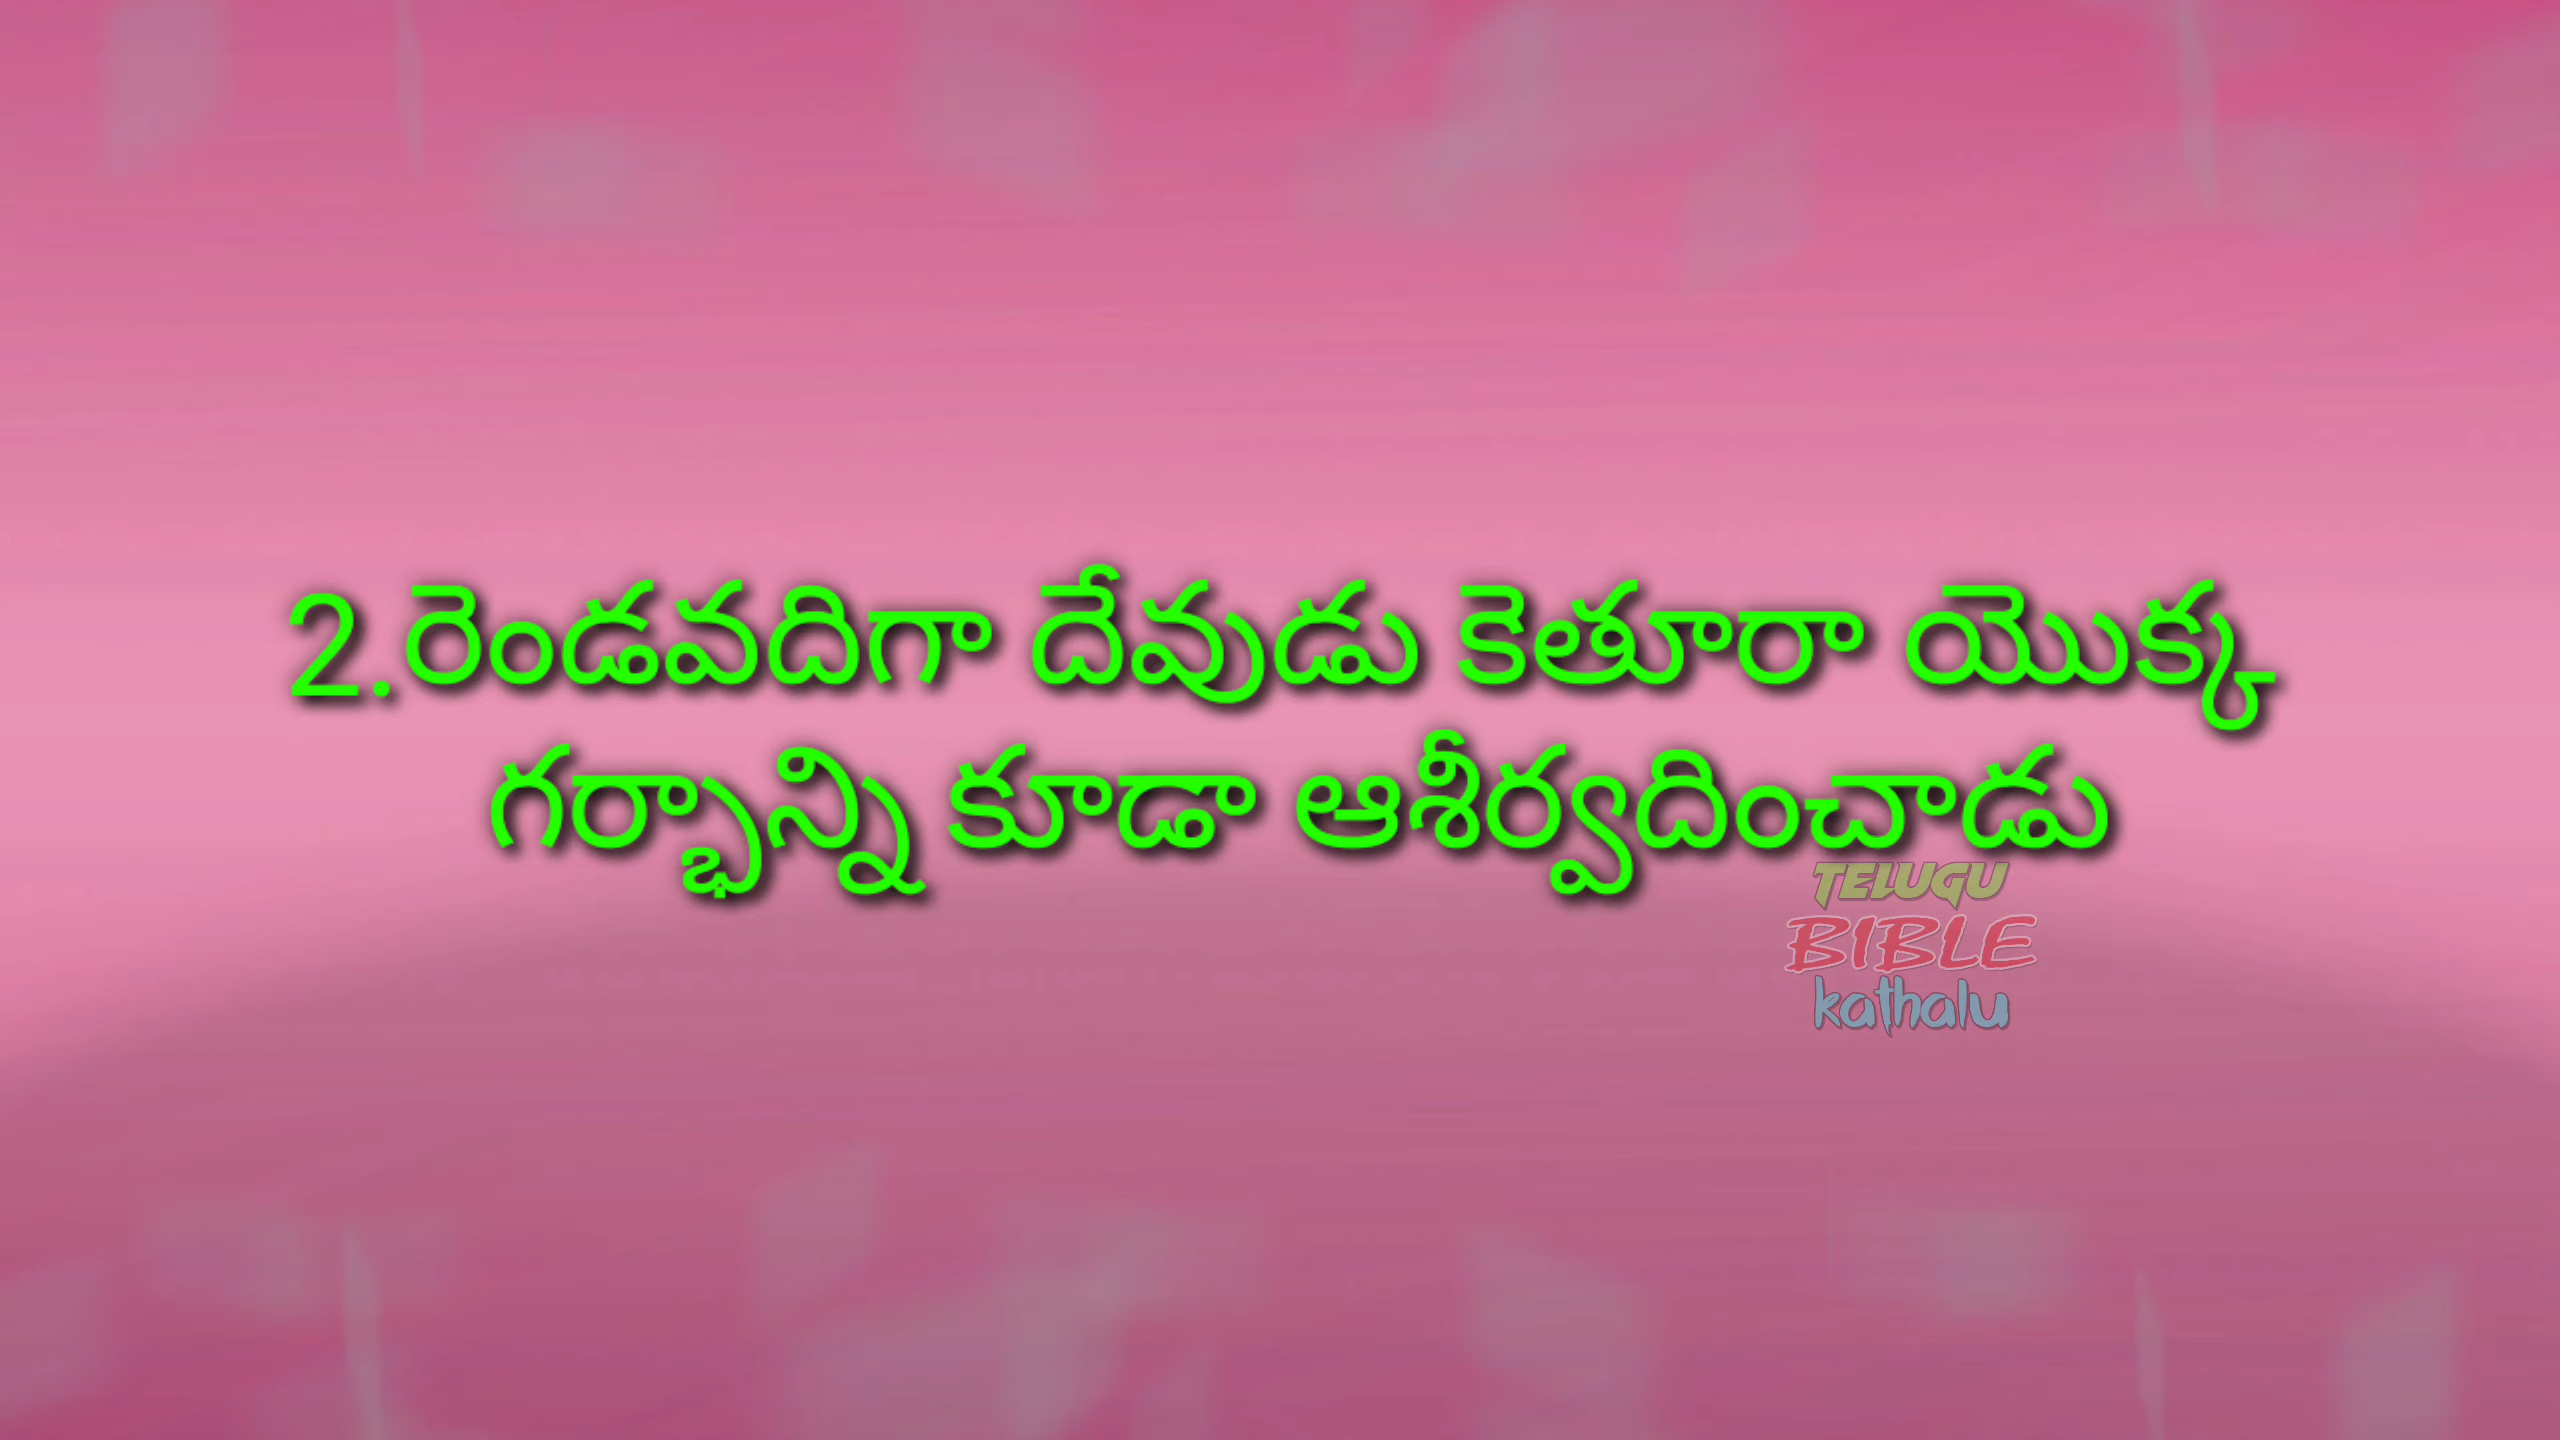 2.రెండవదిగా దేవుడు కెతూరా యొక్క
గర్భాన్ని కూడా ఆశీర్వదించాడు
TELUGU
BIBLE
kathalu